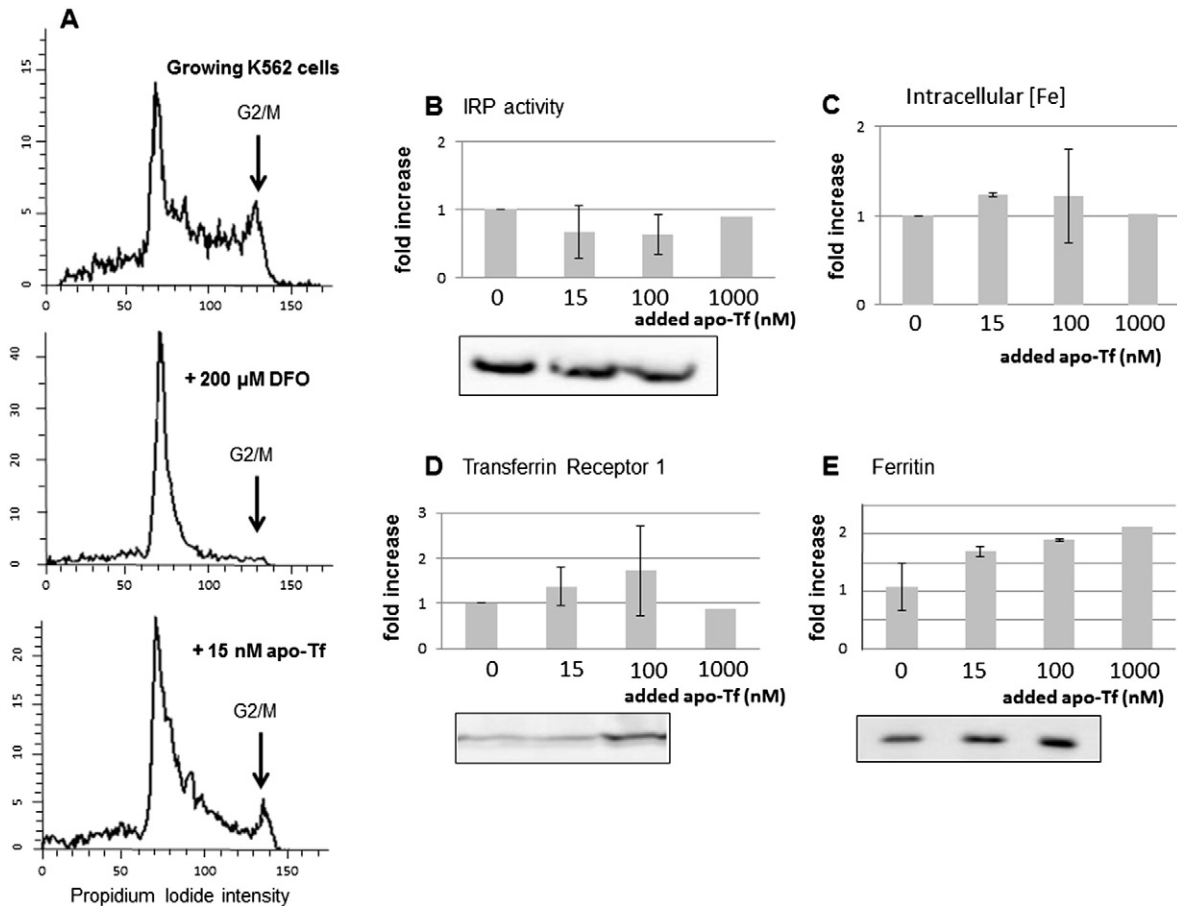 A
Growing K562 cells
G2/M
15
10
5
0
0 50 100 150
+ 200 µM DFO
G2/M
40
30
20
10
0
0 50 100 150
+ 15 nM apo-Tf
G2/M
20
15
10
5
0
0 50 100 150
Propidium Iodide intensity
B IRP activity
fold increase
2
1
0
0 15 100 1000
added apo-Tf (nM)
C Intracellular [Fe]
fold increase
2
1
0
0 15 100 1000
added apo-Tf (nM)
D Transferrin Receptor 1
fold increase
3
2
1
0
0 15 100 1000
added apo-Tf (nM)
E Ferritin
fold increase
2
1
0
0 15 100 1000
added apo-Tf (nM)